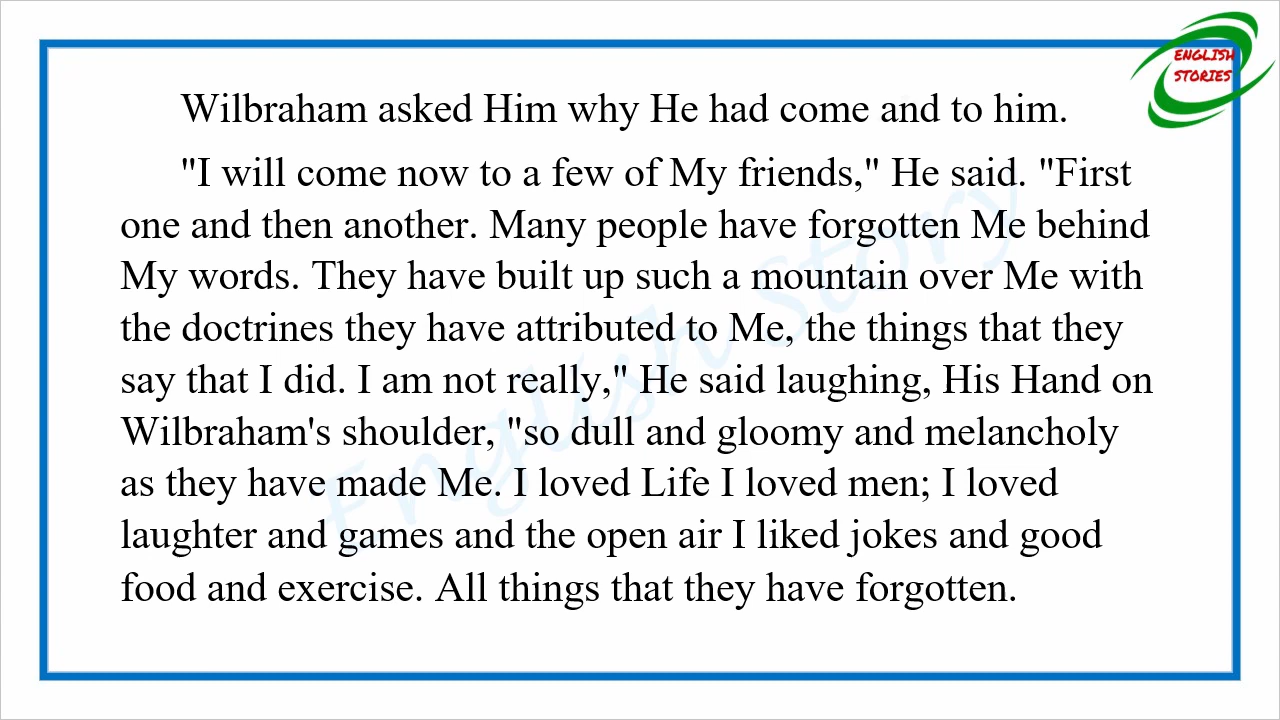 ENGLISH
STORIES
Wilbraham asked Him why He had come and to him.
"I will come now to a few of My friends," He said. "First
one and then another. Many people have forgotten Me behind
My words. They have built up such a mountain over Me with
the doctrines they have attributed to Me, the things that they
say that I did. I am not really," He said laughing, His Hand on
Wilbraham's shoulder, "so dull and gloomy and melancholy
as they have made Me. I loved Life I loved men; I loved
laughter and games and the open air I liked jokes and good
food and exercise. All things that they have forgotten.
English Story